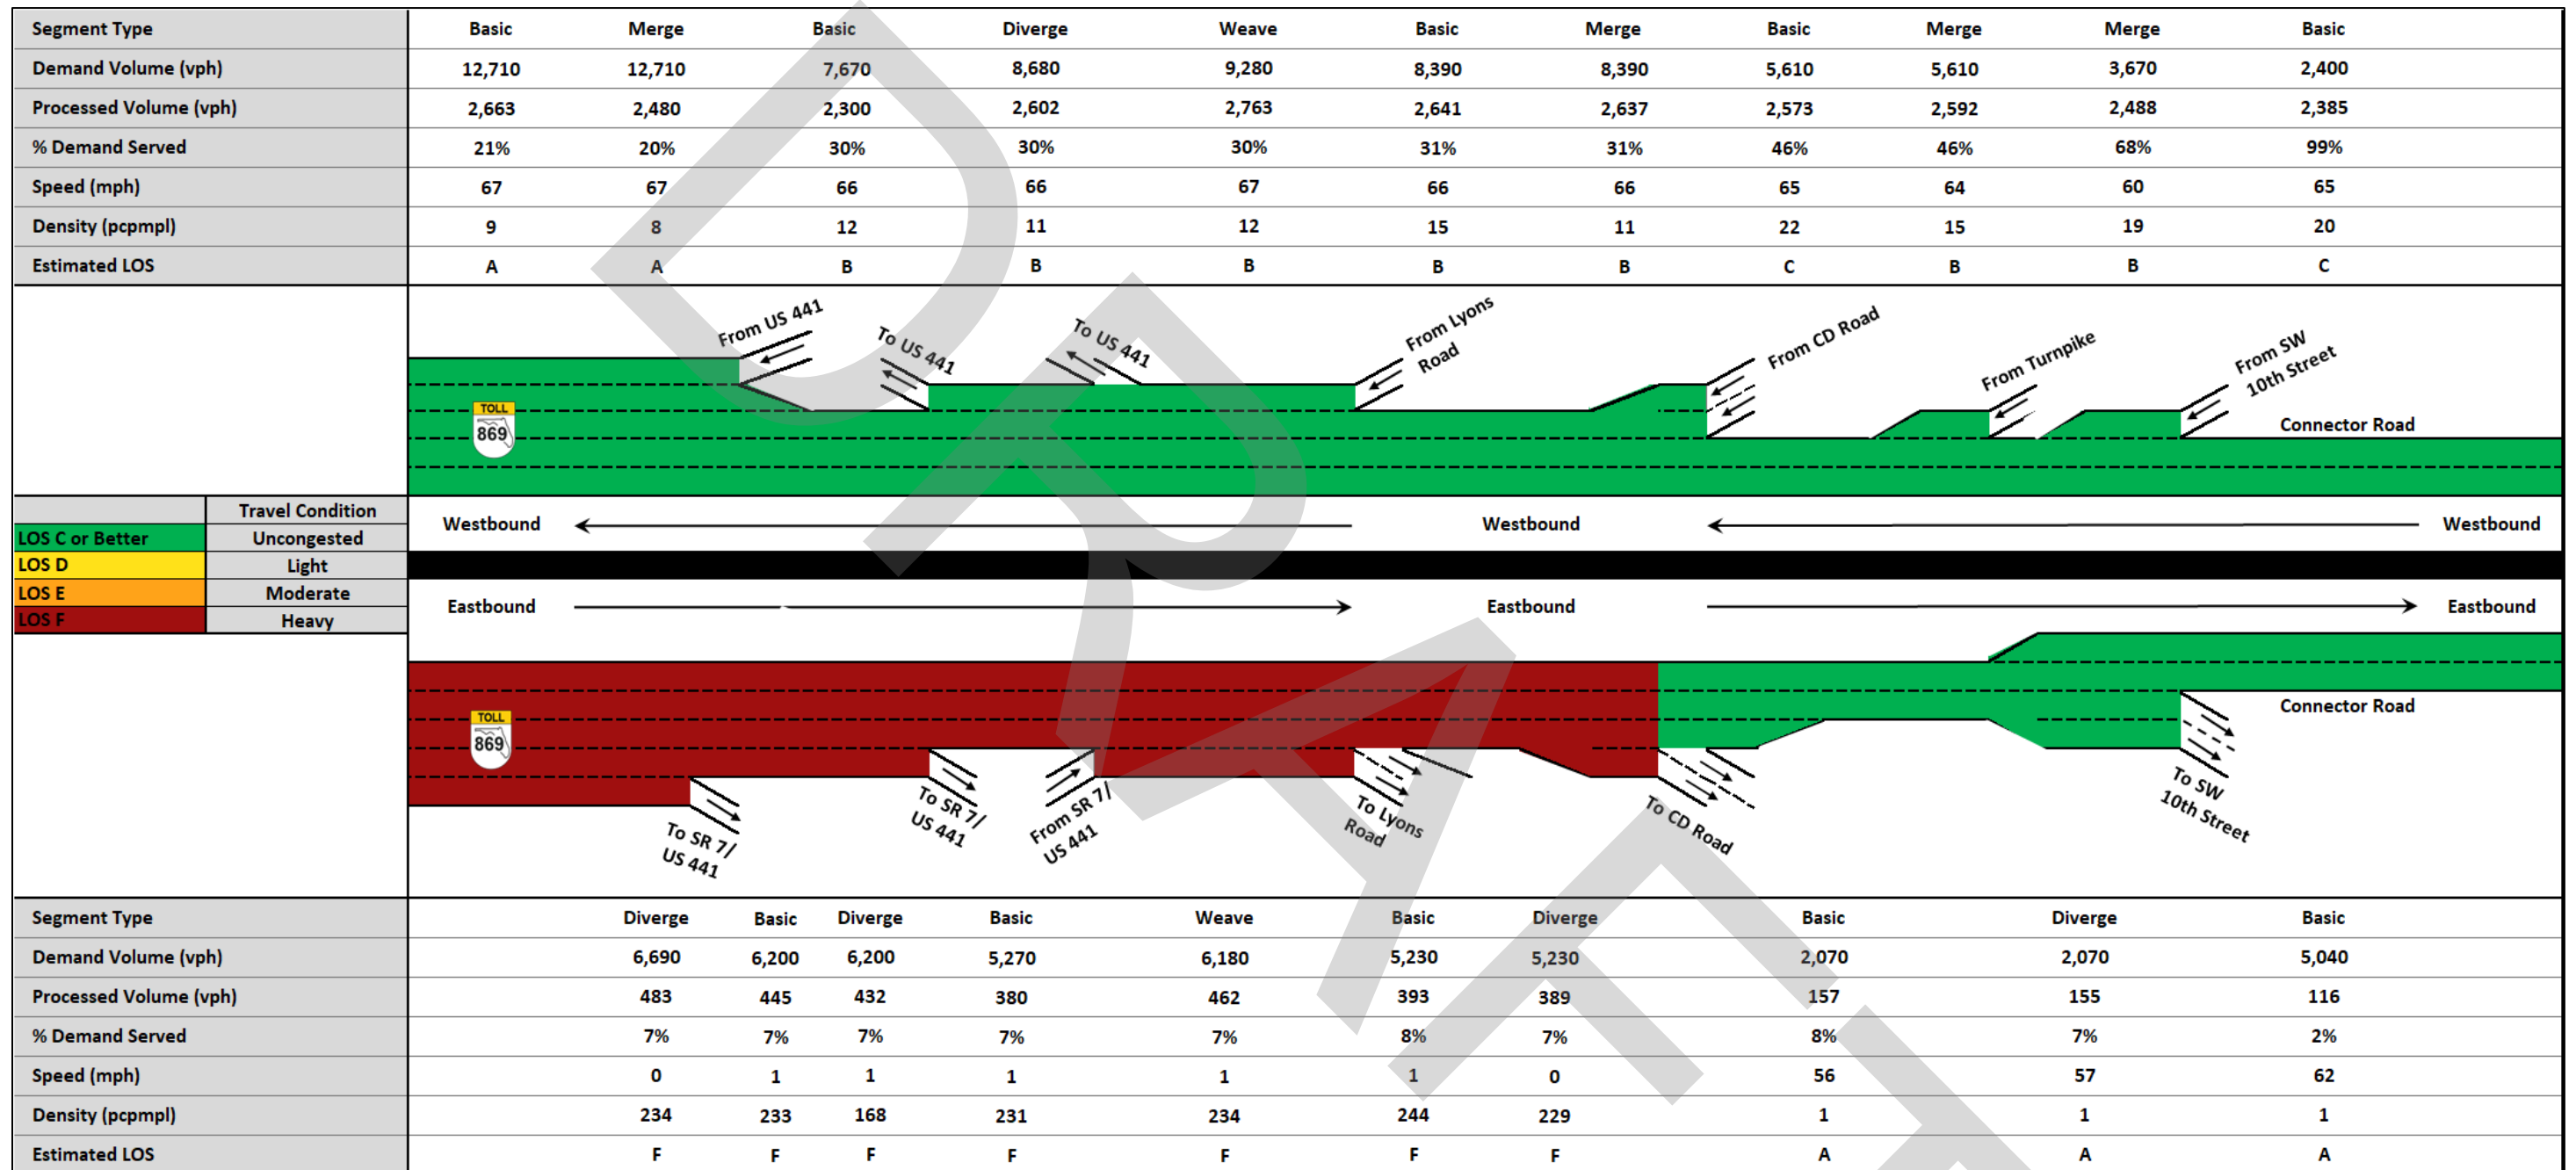 Segment Type Basic Merge Basic Diverge Weave Basic Merge Basic Merge Merge Basic
Demand Volume (vph) 12,710 12,710 7,670 8,680 9,280 8,390 8,390 5,610 5,610 3,670 2,400
Processed Volume (vph) 2,663 2,480 2,300 2,602 2,763 2,641 2,637 2,573 2,592 2,488 2,385
% Demand Served 21% 20% 30% 30% 30% 31% 31% 46% 46% 68% 99%
Speed (mph) 67 67 66 66 67 66 66 65 64 60 65
Density (pcpmpl) 9 8 12 11 12 15 11 22 15 19 20
Estimated LOS A A B B B B B C B B C
From US 441
To US 441
To US 441
From Lyons
Road
From CD Road
From Turnpike
From SW
10th Street
Connector Road
TOLL
869
Travel Condition
LOS C or Better Uncongested
LOS D Light
LOS E Moderate
LOS F Heavy
Westbound Westbound Westbound
Eastbound Eastbound Eastbound
Connector Road
TOLL
869
To SR 7/
US 441
To SR 7/
US 441
From SR 7/
US 441
To Lyons
Road
To CD Road
To SW
10th Street
Segment Type Diverge Basic Diverge Basic Weave Basic Diverge Basic Diverge Basic
Demand Volume (vph) 6,690 6,200 6,200 5,270 6,180 5,230 5,230 2,070 2,070 5,040
Processed Volume (vph) 483 445 432 380 462 393 389 157 155 116
% Demand Served 7% 7% 7% 7% 7% 8% 7% 8% 7% 2%
Speed (mph) 0 1 1 1 1 1 0 56 57 62
Density (pcpmpl) 234 233 168 231 234 244 229 1 1 1
Estimated LOS F F F F F F F A A A
DRAFT